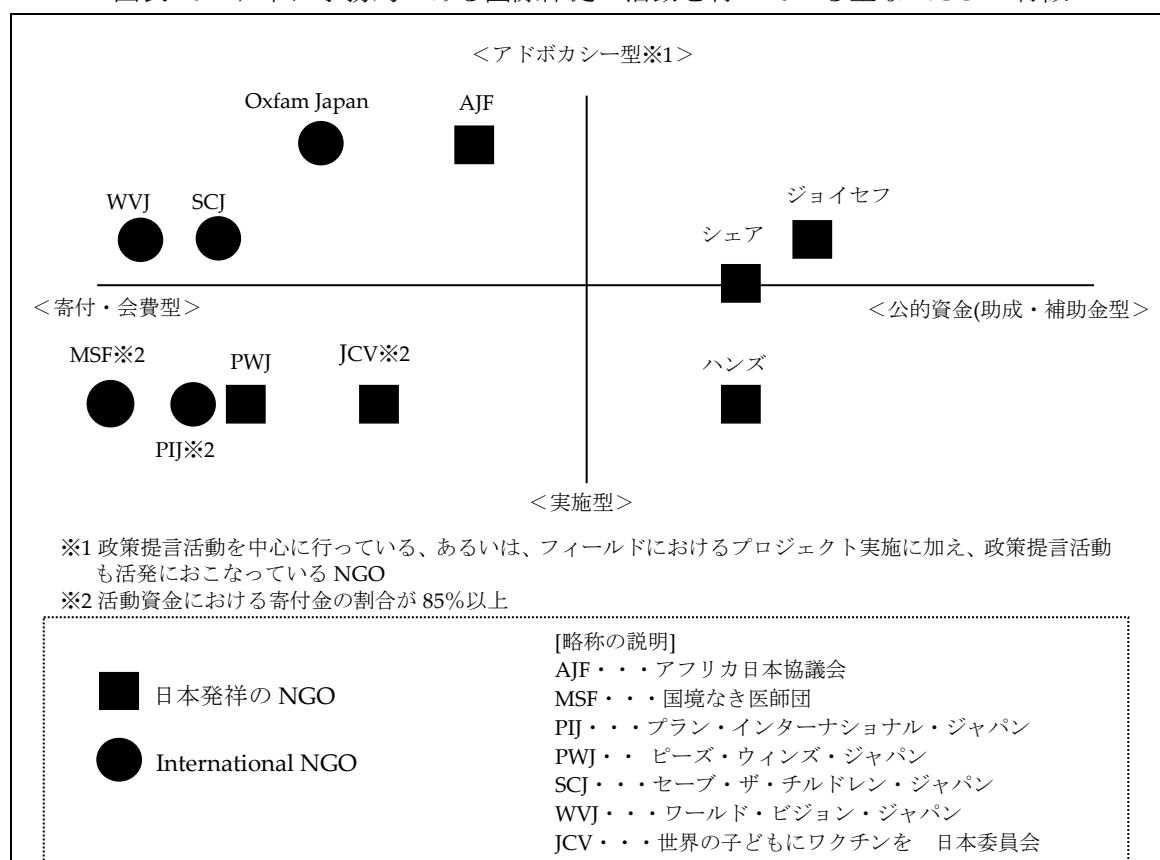 <アドボカシー型※1>
Oxfam Japan
AJF
WVJ
SCJ
ジョイセフ
シェア
<寄付・会費型>
<公的資金(助成・補助金型>
MSF※2
PWJ
JCV※2
ハンズ
PIJ※2
<実施型>
※1 政策提言活動を中心に行っている、あるいは、フィールドにおけるプロジェクト実施に加え、政策提言活動
も活発におこなっている NGO
※2 活動資金における寄付金の割合が 85%以上
日本発祥の NGO
International NGO
[略称の説明]
AJF・・・アフリカ日本協議会
MSF・・・国境なき医師団
PIJ・・・プラン・インターナショナル・ジャパン
PWJ・・ ピーズ・ウィンズ・ジャパン
SCJ・・・セーブ・ザ・チルドレン・ジャパン
WVJ・・・ワールド・ビジョン・ジャパン
JCV・・・世界の子どもにワクチンを 日本委員会